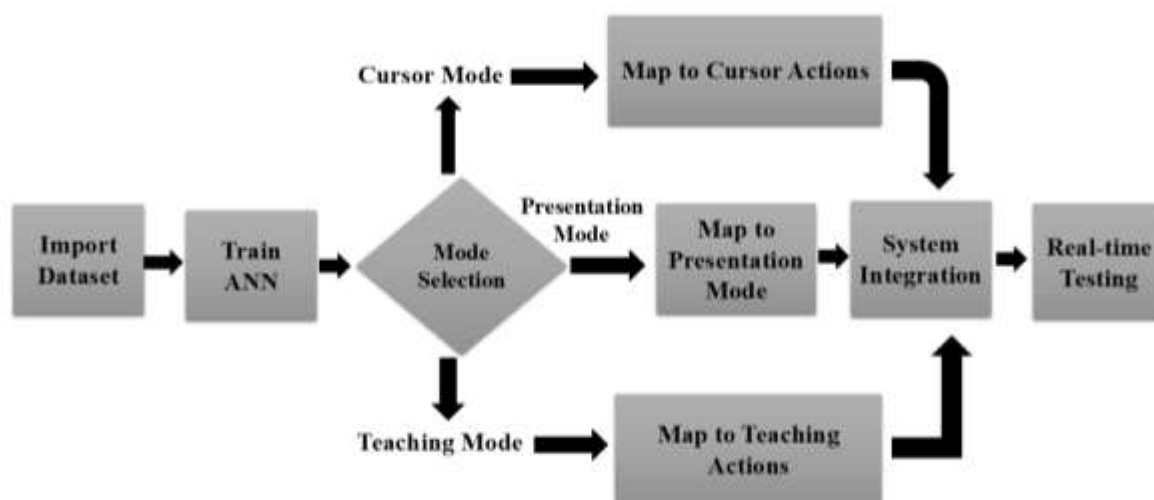 Cursor Mode
Map to Cursor Actions
Import
Dataset
Train
ANN
Mode
Selection
Presentation
Mode
Map to
Presentation
Mode
System
Integration
Real-time
Testing
Teaching Mode
Map to Teaching
Actions